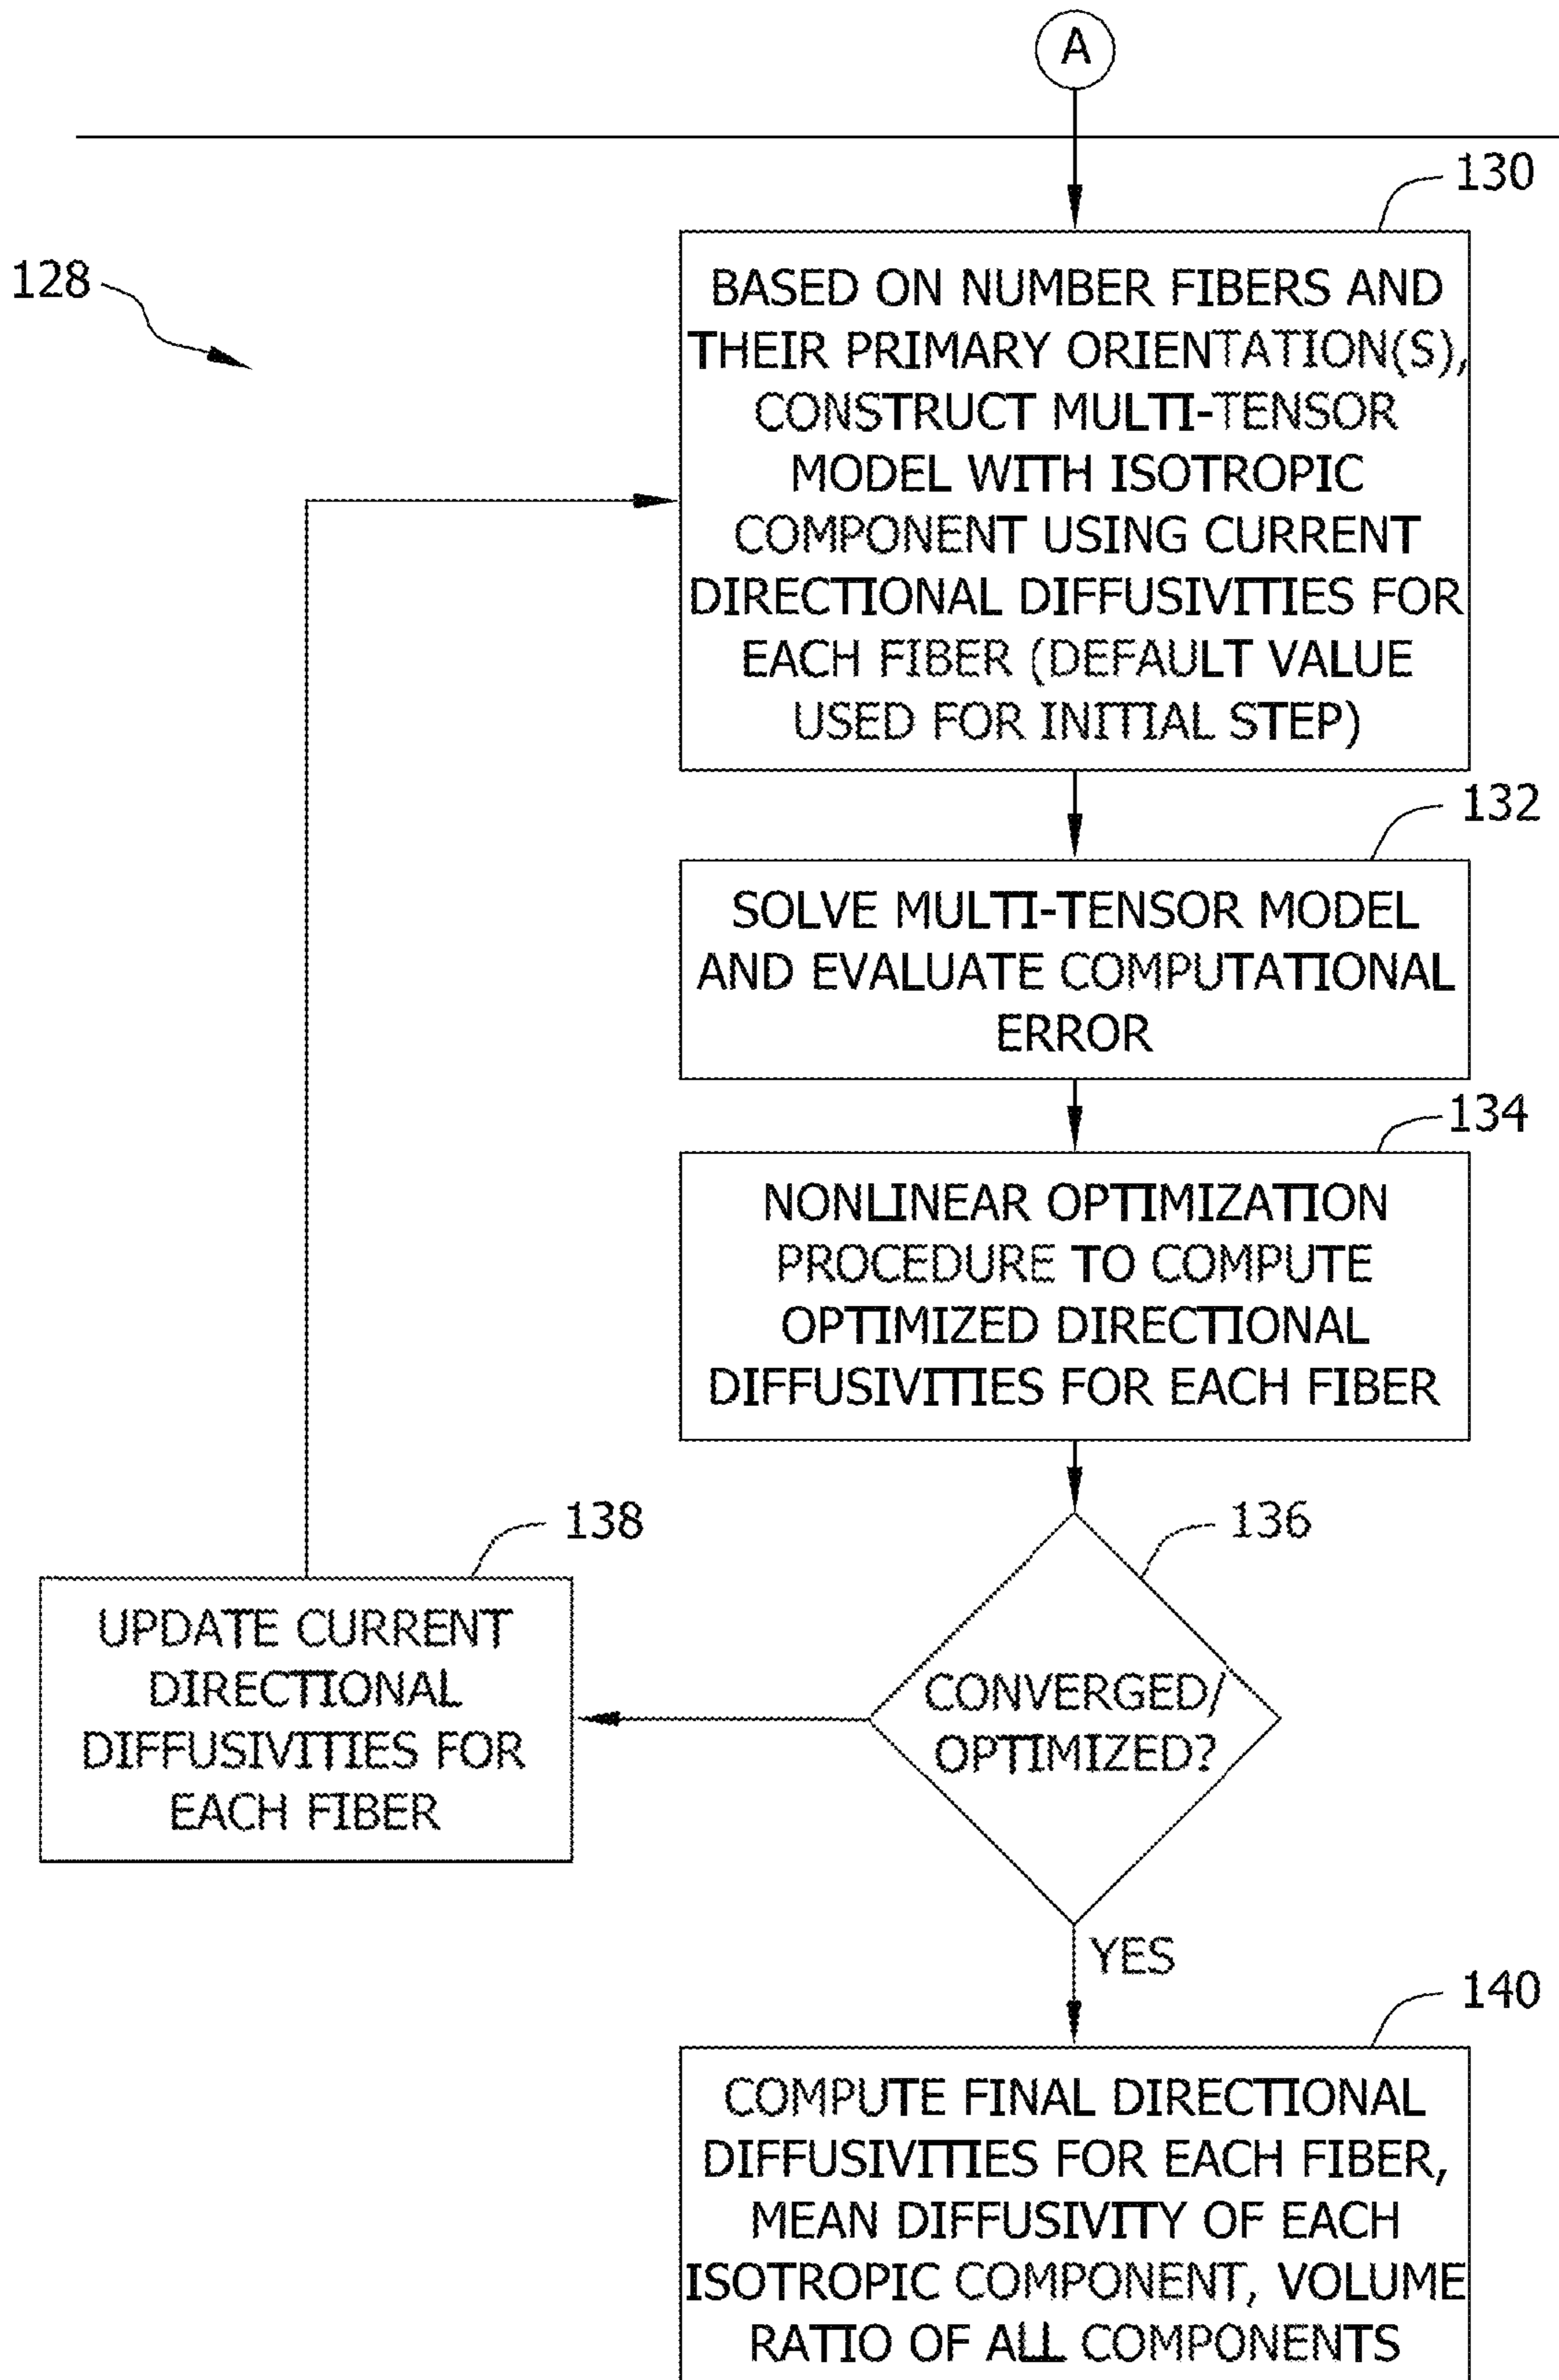 A
130
128
BASED ON NUMBER FIBERS AND
THEIR PRIMARY ORIENTATION(S),
CONSTRUCT MULTI-TENSOR
MODEL WITH ISOTROPIC
COMPONENT USING CURRENT
DIRECTIONAL DIFFUSIVITIES FOR
EACH FIBER (DEFAULT VALUE
USED FOR INITIAL STEP)
132
SOLVE MULTI-TENSOR MODEL
AND EVALUATE COMPUTATIONAL
ERROR
134
NONLINEAR OPTIMIZATION
PROCEDURE TO COMPUTE
OPTIMIZED DIRECTIONAL
DIFFUSIVITIES FOR EACH FIBER
136
CONVERGED/
OPTIMIZED?
138
UPDATE CURRENT
DIRECTIONAL
DIFFUSIVITIES FOR
EACH FIBER
YES
140
COMPUTE FINAL DIRECTIONAL
DIFFUSIVITIES FOR EACH FIBER,
MEAN DIFFUSIVITY OF EACH
ISOTROPIC COMPONENT, VOLUME
RATIO OF ALL COMPONENTS